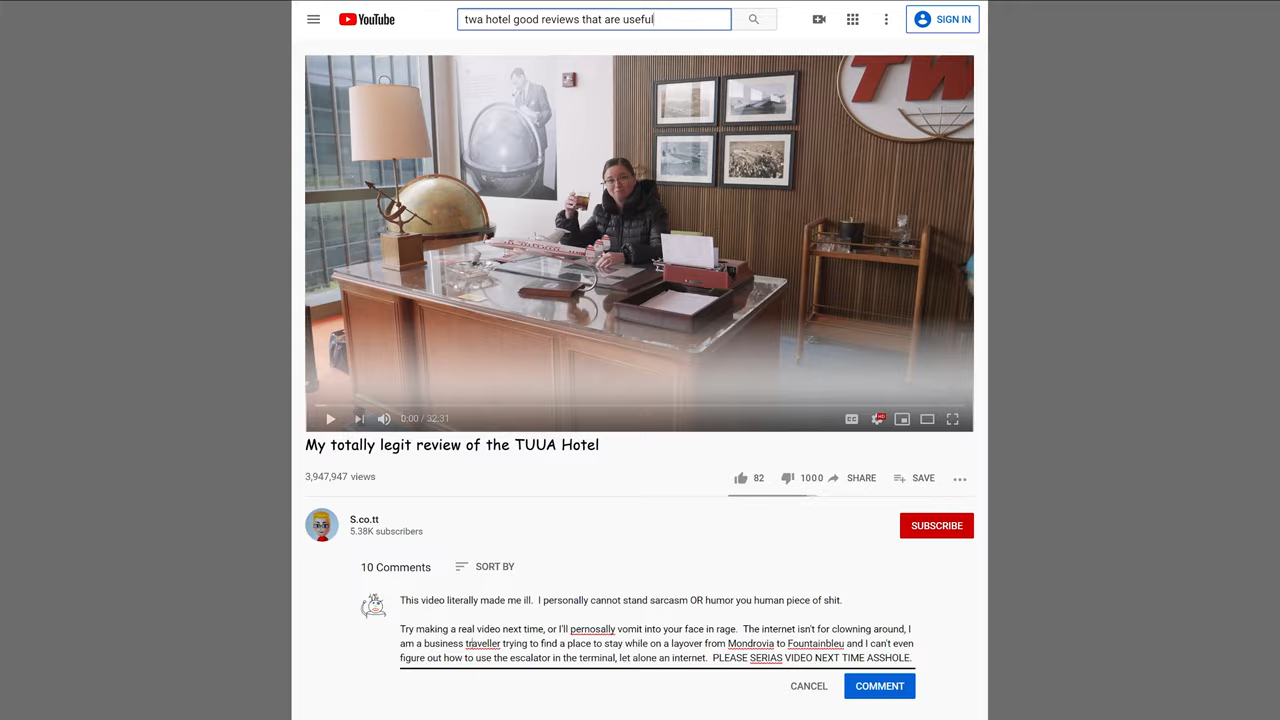 YouTube
twa hotel good reviews that are useful
SIGN IN
TW
0:00 / 32:31
CC
HD
My totally legit review of the TUUA Hotel
3,947,947 views
82
1000
SHARE
SAVE
S.co.tt
5.38K subscribers
SUBSCRIBE
10 Comments
SORT BY
This video literally made me ill. I personally cannot stand sarcasm OR humor you human piece of shit.
Try making a real video next time, or I'll pernosally vomit into your face in rage. The internet isn't for clowning around, I
am a business traveller trying to find a place to stay while on a layover from Mondrovia to Fountainbleu and I can't even
figure out how to use the escalator in the terminal, let alone an internet. PLEASE SERIAS VIDEO NEXT TIME ASSHOLE.
CANCEL
COMMENT